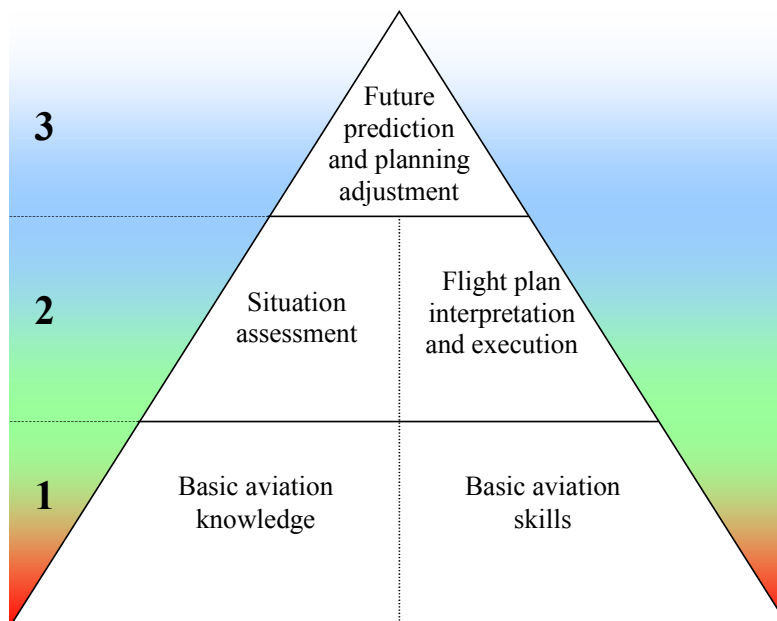 3
Future
prediction
and planning
adjustment
2
Situation
assessment
Flight plan
interpretation
and execution
1
Basic aviation
knowledge
Basic aviation
skills